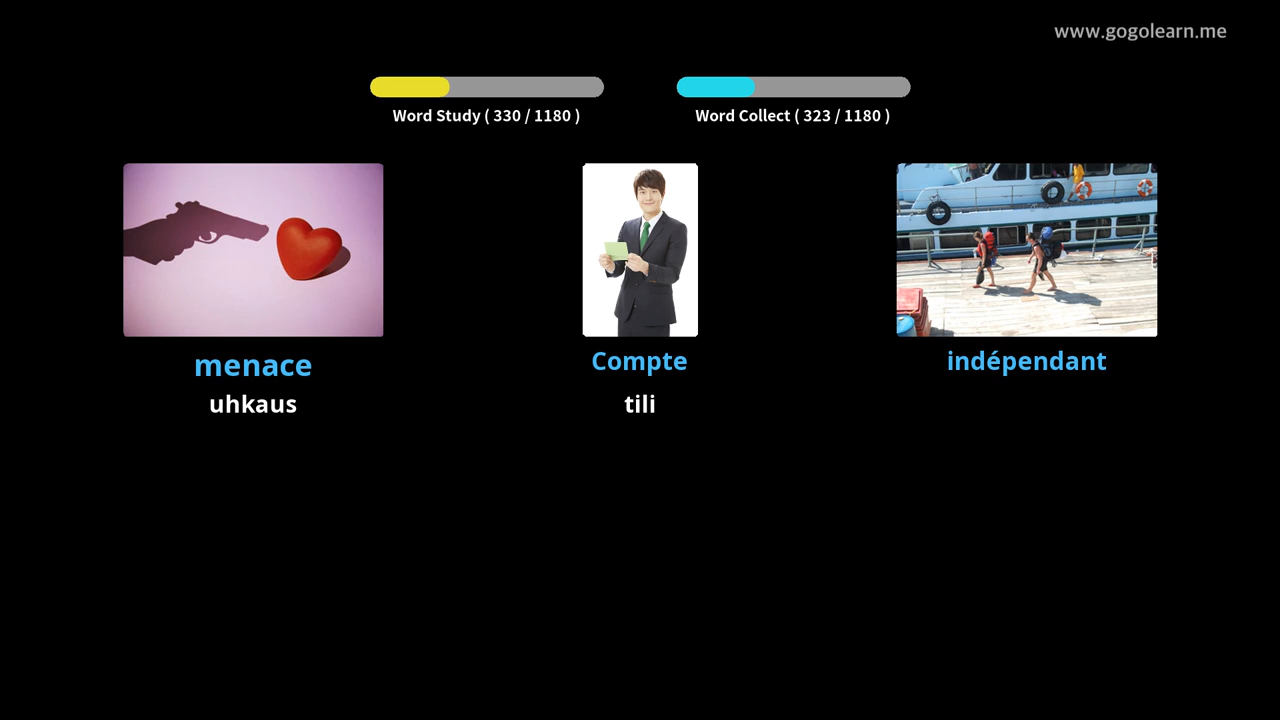 www.gogolearn.me
Word Study ( 330 / 1180 )
Word Collect ( 323 / 1180 )
menace
Compte
indépendant
uhkaus
tili